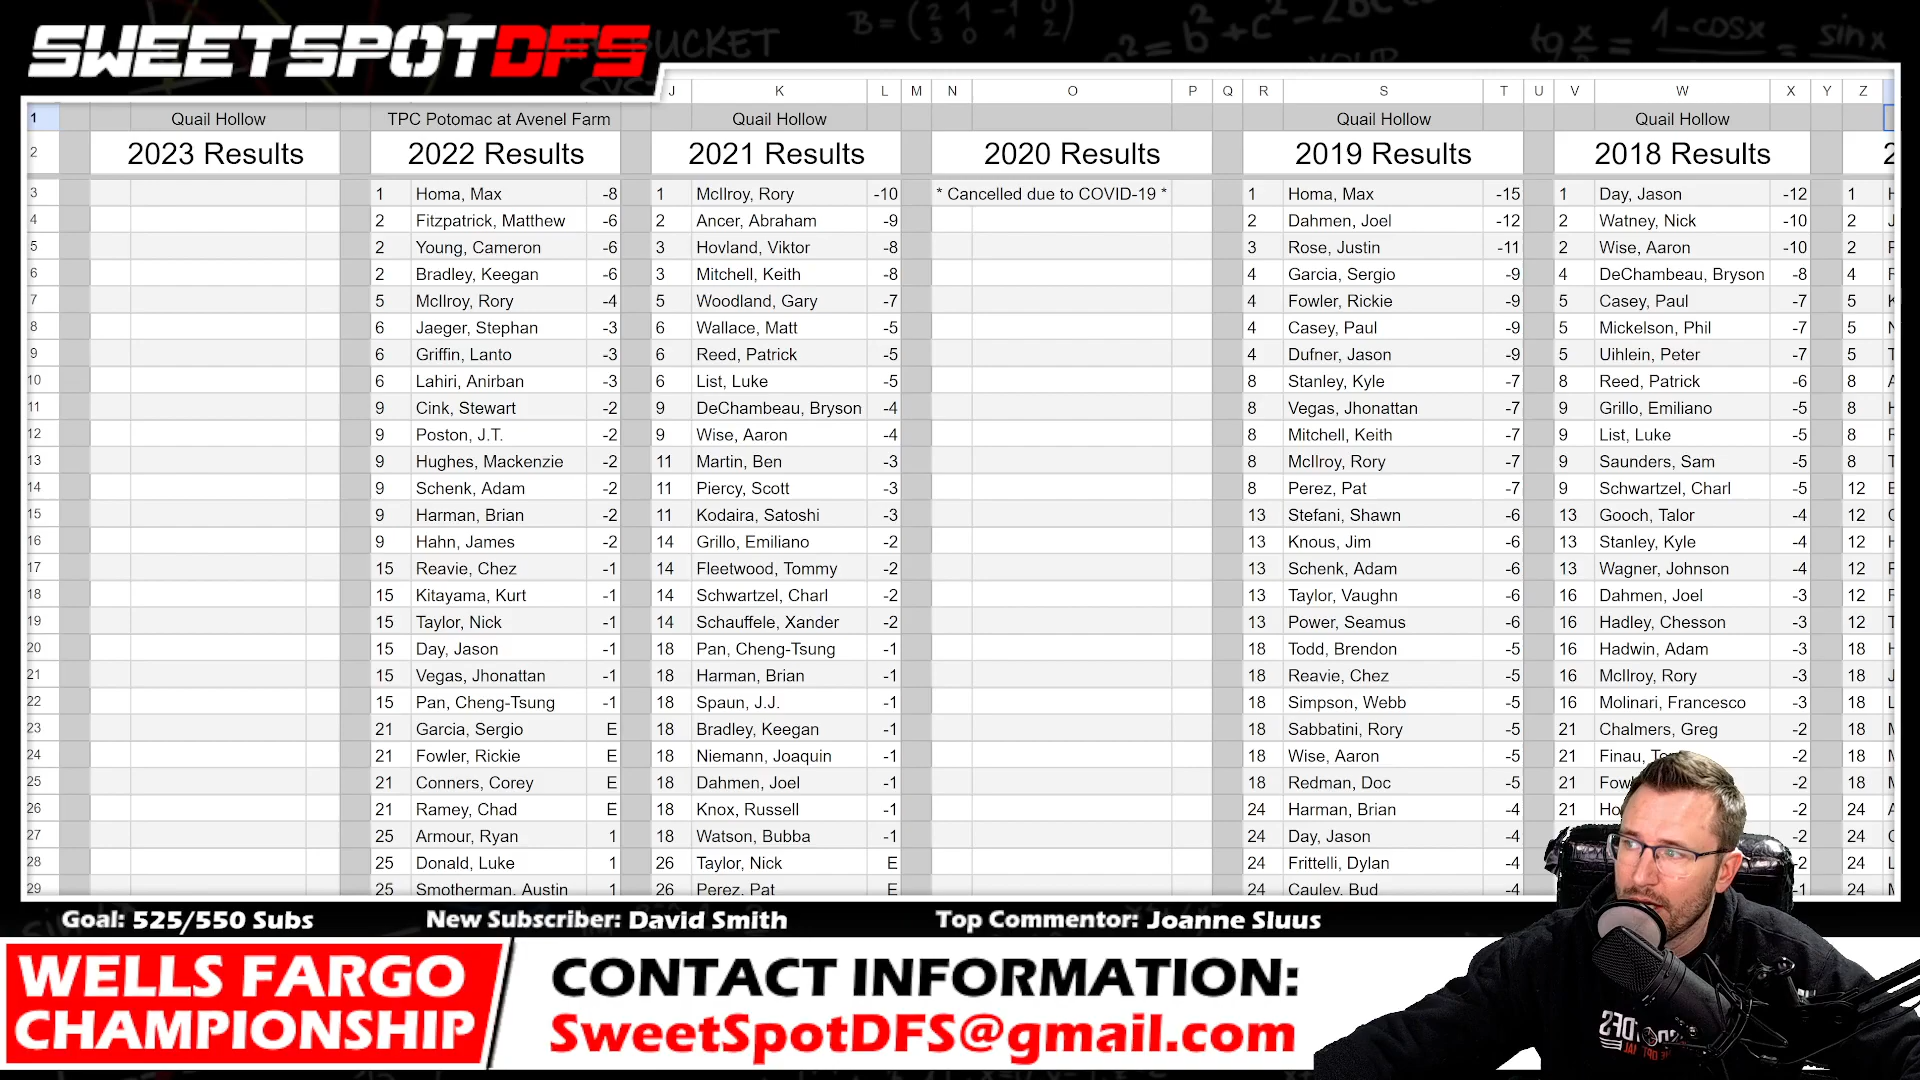 SWEETSPOTDFS
BUCKET
J K L M N O P Q R S T U V W X Y Z
1 Quail Hollow TPC Potomac at Avenel Farm Quail Hollow Quail Hollow Quail Hollow
2 2023 Results 2022 Results 2021 Results 2020 Results 2019 Results 2018 Results 2
3 1 Homa, Max -8 1 McIlroy, Rory -10 * Cancelled due to COVID-19 * 1 Homa, Max -15 1 Day, Jason -12 1
4 2 Fitzpatrick, Matthew -6 2 Ancer, Abraham -9 2 Dahmen, Joel -12 2 Watney, Nick -10 2
5 2 Young, Cameron -6 3 Hovland, Viktor -8 3 Rose, Justin -11 2 Wise, Aaron -10 2
6 2 Bradley, Keegan -6 3 Mitchell, Keith -8 4 Garcia, Sergio -9 4 DeChambeau, Bryson -8 4
7 5 McIlroy, Rory -4 5 Woodland, Gary -7 4 Fowler, Rickie -9 5 Casey, Paul -7 5
8 6 Jaeger, Stephan -3 6 Wallace, Matt -5 4 Casey, Paul -9 5 Mickelson, Phil -7 5
9 6 Griffin, Lanto -3 6 Reed, Patrick -5 4 Dufner, Jason -9 5 Uihlein, Peter -7 5
10 6 Lahiri, Anirban -3 6 List, Luke -5 8 Stanley, Kyle -7 8 Reed, Patrick -6 8
11 9 Cink, Stewart -2 9 DeChambeau, Bryson -4 8 Vegas, Jhonattan -7 9 Grillo, Emiliano -5 8
12 9 Poston, J.T. -2 9 Wise, Aaron -4 8 Mitchell, Keith -7 9 List, Luke -5 8
13 9 Hughes, Mackenzie -2 11 Martin, Ben -3 8 McIlroy, Rory -7 9 Saunders, Sam -5 8
14 9 Schenk, Adam -2 11 Piercy, Scott -3 8 Perez, Pat -7 9 Schwartzel, Charl -5 12
15 9 Harman, Brian -2 11 Kodaira, Satoshi -3 13 Stefani, Shawn -6 13 Gooch, Talor -4 12
16 9 Hahn, James -2 14 Grillo, Emiliano -2 13 Knous, Jim -6 13 Stanley, Kyle -4 12
17 15 Reavie, Chez -1 14 Fleetwood, Tommy -2 13 Schenk, Adam -6 13 Wagner, Johnson -4 12
18 15 Kitayama, Kurt -1 14 Schwartzel, Charl -2 13 Taylor, Vaughn -6 16 Dahmen, Joel -3 12
19 15 Taylor, Nick -1 14 Schauffele, Xander -2 13 Power, Seamus -6 16 Hadley, Chesson -3 12
20 15 Day, Jason -1 18 Pan, Cheng-Tsung -1 18 Todd, Brendon -5 16 Hadwin, Adam -3 18
21 15 Vegas, Jhonattan -1 18 Harman, Brian -1 18 Reavie, Chez -5 16 McIlroy, Rory -3 18
22 15 Pan, Cheng-Tsung -1 18 Spaun, J.J. -1 18 Simpson, Webb -5 16 Molinari, Francesco -3 18
23 21 Garcia, Sergio E 18 Bradley, Keegan -1 18 Sabbatini, Rory -5 21 Chalmers, Greg -2 18
24 21 Fowler, Rickie E 18 Niemann, Joaquin -1 18 Wise, Aaron -5 21 Finau, -2 18
25 21 Conners, Corey E 18 Dahmen, Joel -1 18 Redman, Doc -5 21 -2 18
26 21 Ramey, Chad E 18 Knox, Russell -1 24 Harman, Brian -4 21 -2 24
27 25 Armour, Ryan 1 18 Watson, Bubba -1 24 Day, Jason -4 -2 24
28 25 Donald, Luke 1 26 Taylor, Nick E 24 Frittelli, Dylan -4 -2 24
29 25 Smotherman, Austin 1 26 Perez, Pat E 24 Cauley, Bud -4 -1 24
Goal: 525/550 Subs New Subscriber: David Smith Top Commentor: Joanne Sluus
WELLS FARGO
CHAMPIONSHIP
CONTACT INFORMATION:
SweetSpotDFS@gmail.com